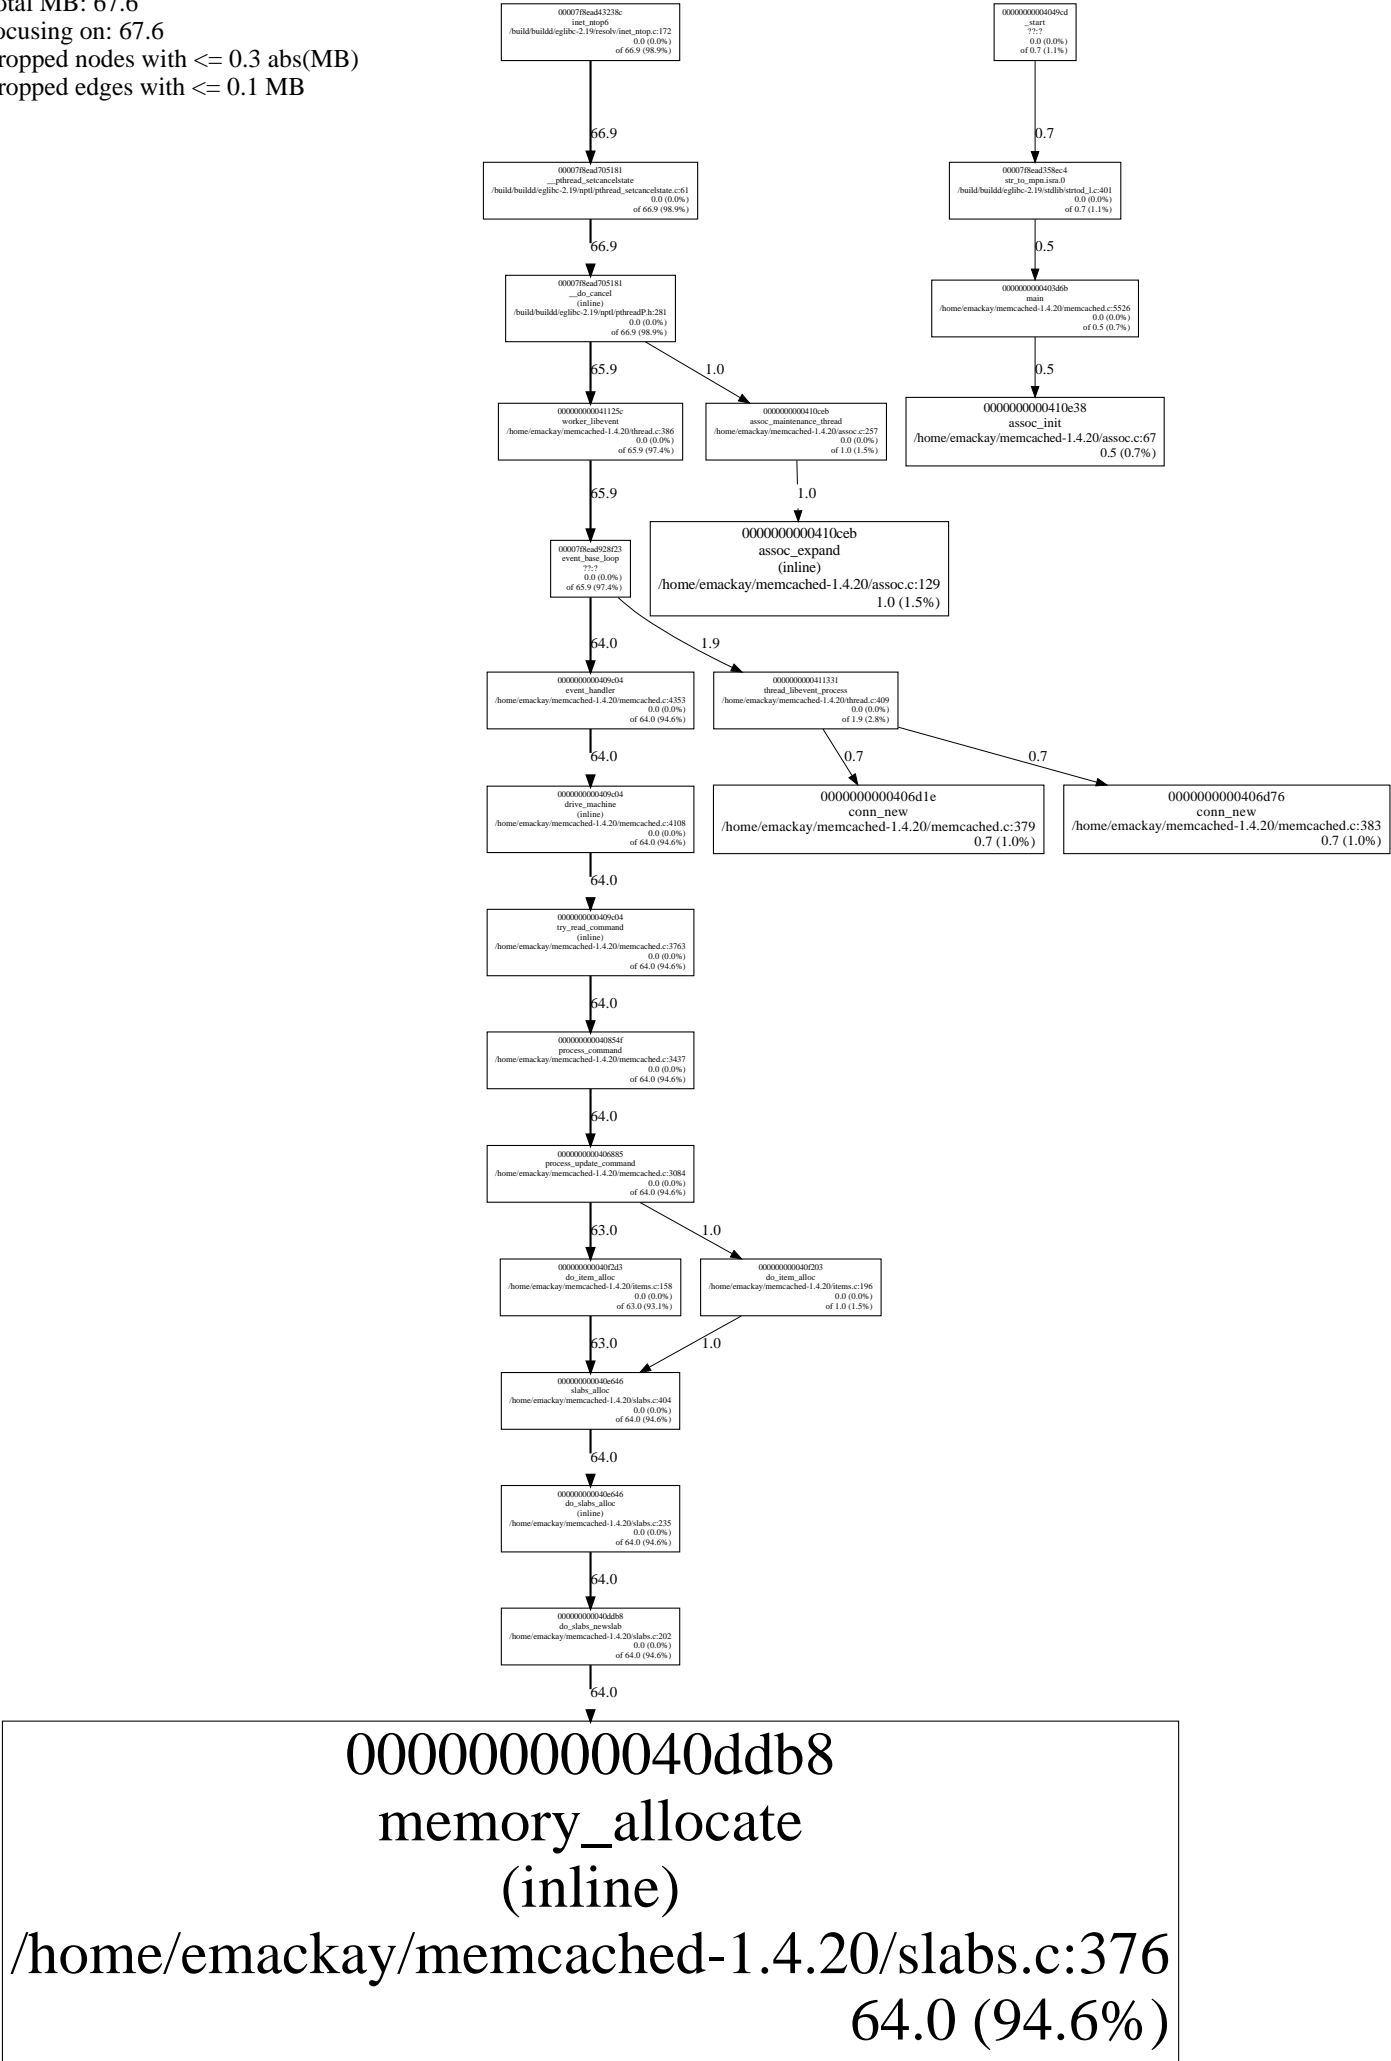 otal MB: 67.6
ocusing on: 67.6
ropped nodes with <= 0.3 abs(MB)
ropped edges with <= 0.1 MB
00007f8ead43238c
inet_ntop6
/build/buildd/eglibc-2.19/resolv/inet_ntop.c:172
0.0 (0.0%)
of 66.9 (98.9%)
00000000004049cd
_start
??:?
0.0 (0.0%)
of 0.7 (1.1%)
66.9
0.7
00007f8ead705181
__pthread_setcancelstate
/build/buildd/eglibc-2.19/nptl/pthread_setcancelstate.c:61
0.0 (0.0%)
of 66.9 (98.9%)
00007f8ead358ec4
str_to_mpn.isra.0
/build/buildd/eglibc-2.19/stdlib/strtod_l.c:401
0.0 (0.0%)
of 0.7 (1.1%)
66.9
0.5
00007f8ead705181
__do_cancel
(inline)
/build/buildd/eglibc-2.19/nptl/pthreadP.h:281
0.0 (0.0%)
of 66.9 (98.9%)
0000000000403d6b
main
/home/emackay/memcached-1.4.20/memcached.c:5526
0.0 (0.0%)
of 0.5 (0.7%)
65.9
1.0
0.5
000000000041125c
worker_libevent
/home/emackay/memcached-1.4.20/thread.c:386
0.0 (0.0%)
of 65.9 (97.4%)
0000000000410ceb
assoc_maintenance_thread
/home/emackay/memcached-1.4.20/assoc.c:257
0.0 (0.0%)
of 1.0 (1.5%)
0000000000410e38
assoc_init
/home/emackay/memcached-1.4.20/assoc.c:67
0.5 (0.7%)
65.9
1.0
00007f8ead928f23
event_base_loop
??:?
0.0 (0.0%)
of 65.9 (97.4%)
0000000000410ceb
assoc_expand
(inline)
/home/emackay/memcached-1.4.20/assoc.c:129
1.0 (1.5%)
64.0
1.9
0000000000409c04
event_handler
/home/emackay/memcached-1.4.20/memcached.c:4353
0.0 (0.0%)
of 64.0 (94.6%)
0000000000411331
thread_libevent_process
/home/emackay/memcached-1.4.20/thread.c:409
0.0 (0.0%)
of 1.9 (2.8%)
64.0
0.7
0.7
0000000000409c04
drive_machine
(inline)
/home/emackay/memcached-1.4.20/memcached.c:4108
0.0 (0.0%)
of 64.0 (94.6%)
0000000000406d1e
conn_new
/home/emackay/memcached-1.4.20/memcached.c:379
0.7 (1.0%)
0000000000406d76
conn_new
/home/emackay/memcached-1.4.20/memcached.c:383
0.7 (1.0%)
64.0
0000000000409c04
try_read_command
(inline)
/home/emackay/memcached-1.4.20/memcached.c:3763
0.0 (0.0%)
of 64.0 (94.6%)
64.0
000000000040854f
process_command
/home/emackay/memcached-1.4.20/memcached.c:3437
0.0 (0.0%)
of 64.0 (94.6%)
64.0
0000000000406885
process_update_command
/home/emackay/memcached-1.4.20/memcached.c:3084
0.0 (0.0%)
of 64.0 (94.6%)
63.0
1.0
000000000040f2d3
do_item_alloc
/home/emackay/memcached-1.4.20/items.c:158
0.0 (0.0%)
of 63.0 (93.1%)
000000000040f203
do_item_alloc
/home/emackay/memcached-1.4.20/items.c:196
0.0 (0.0%)
of 1.0 (1.5%)
63.0
1.0
000000000040e646
slabs_alloc
/home/emackay/memcached-1.4.20/slabs.c:404
0.0 (0.0%)
of 64.0 (94.6%)
64.0
000000000040e646
do_slabs_alloc
(inline)
/home/emackay/memcached-1.4.20/slabs.c:235
0.0 (0.0%)
of 64.0 (94.6%)
64.0
000000000040ddb8
do_slabs_newslab
/home/emackay/memcached-1.4.20/slabs.c:202
0.0 (0.0%)
of 64.0 (94.6%)
64.0
000000000040ddb8
memory_allocate
(inline)
/home/emackay/memcached-1.4.20/slabs.c:376
64.0 (94.6%)